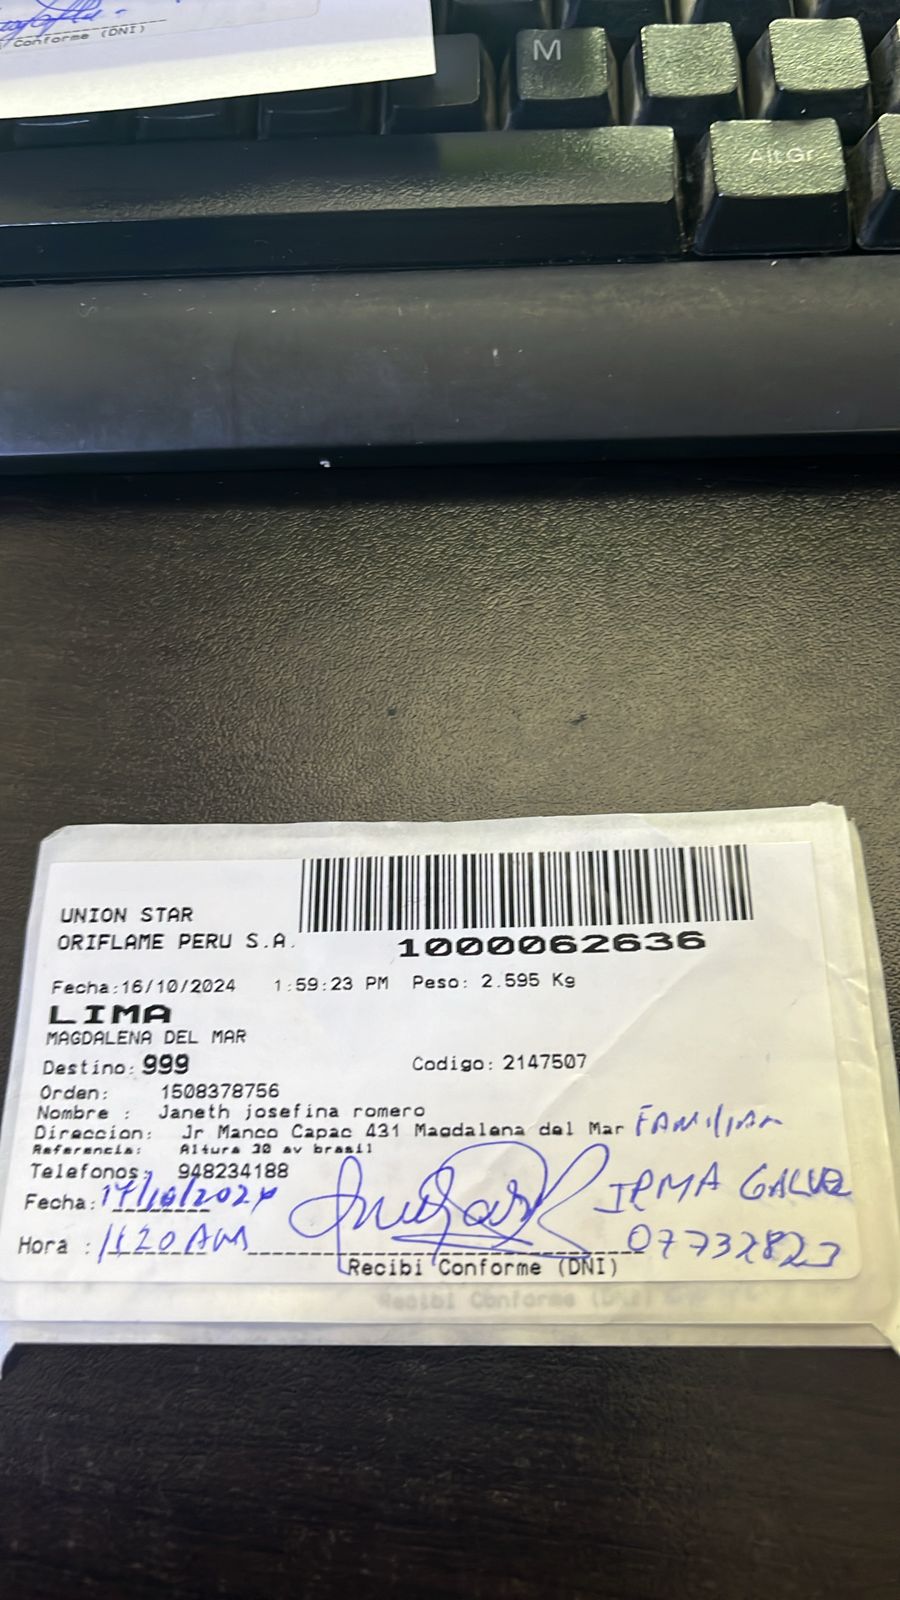 Conforme (DNI)
M
AltGr
UNION STAR
ORIFLAME PERU S.A.
1000062636
Fecha:16/10/2024 1:59:23 PM Peso: 2.595 Kg
LIMA
MAGDALENA DEL MAR
Destino: 999 Codigo: 2147507
Orden: 1508378756
Nombre : Janeth josefina romero
Direccion: Jr Manco Capac 431 Magdalena del Mar FAMILIAR
Referencia: Altura 30 av brasil
Telefonos: 948234188
Fecha: 17/10/2024 IRMA GALVEZ
Hora : 11:20 AM 07732823
Recibi Conforme (DNI)
Recibi Conforme (DNI)